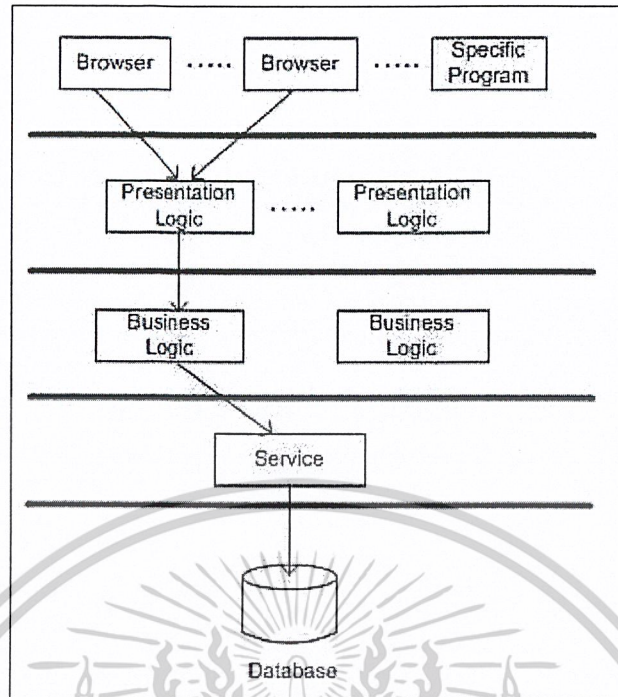 Browser ..... Browser ..... Specific
Program
Presentation
Logic
.....
Presentation
Logic
Business
Logic
Business
Logic
Service
Database